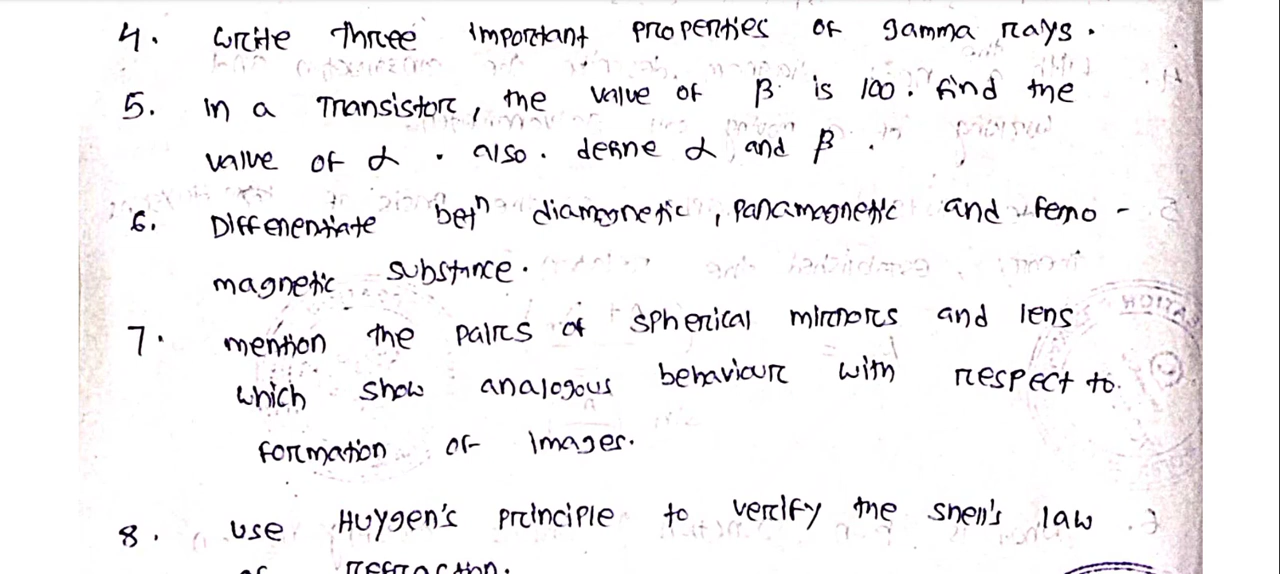 4. write three important properties of gamma rays.
5. in a Transistor, the value of β is 100. find the
value of α. also. define α and β.
6. Differentiate betn diamagnetic, paramagnetic and ferro-
magnetic substance.
7. mention the pairs of spherical mirrors and lens
which show analogous behaviour with respect to
formation of images.
8. use Huygen's principle to verify the snell's law
of refraction.